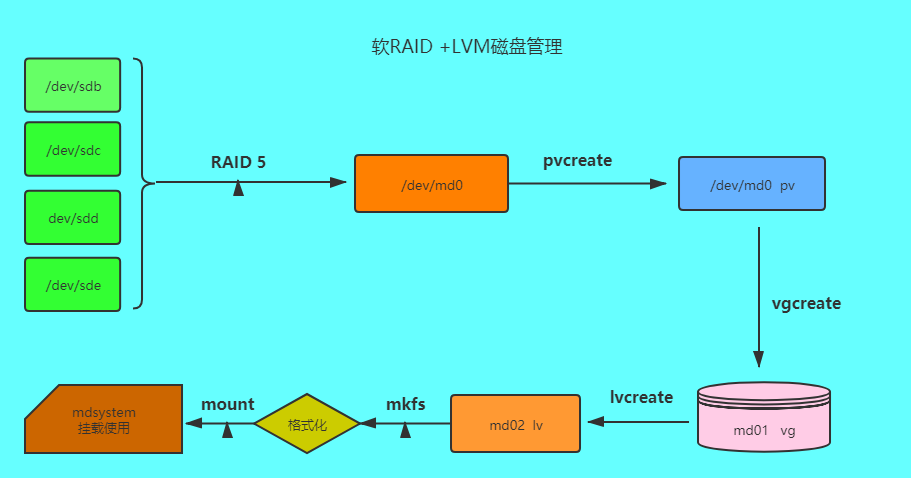 软RAID +LVM磁盘管理
/dev/sdb
/dev/sdc
dev/sdd
/dev/sde
RAID 5
/dev/md0
pvcreate
/dev/md0 pv
vgcreate
md01 vg
lvcreate
md02 lv
mkfs
格式化
mount
mdsystem
挂载使用